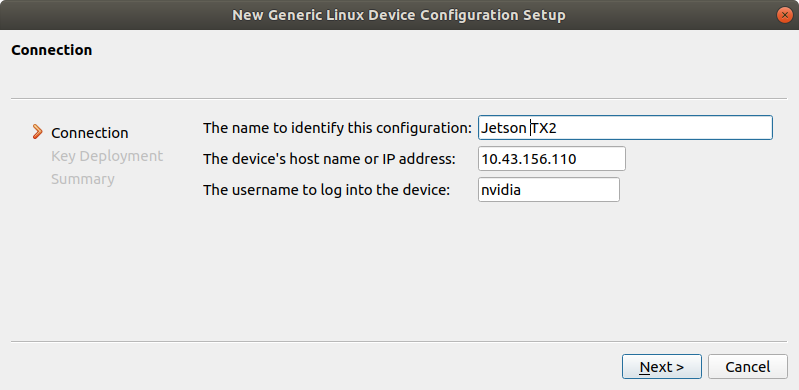 New Generic Linux Device Configuration Setup
Connection
Connection
The name to identify this configuration: Jetson TX2
Key Deployment
The device's host name or IP address: 10.43.156.110
Summary
The username to log into the device: nvidia
Next > Cancel